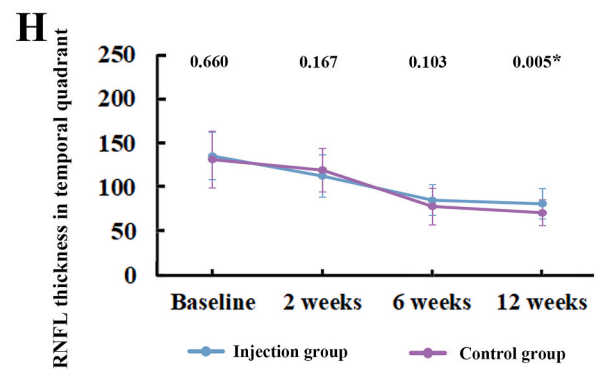 H
RNFL thickness in temporal quadrant
250
200
150
100
50
0
0.660 0.167 0.103 0.005*
Baseline 2 weeks 6 weeks 12 weeks
Injection group Control group